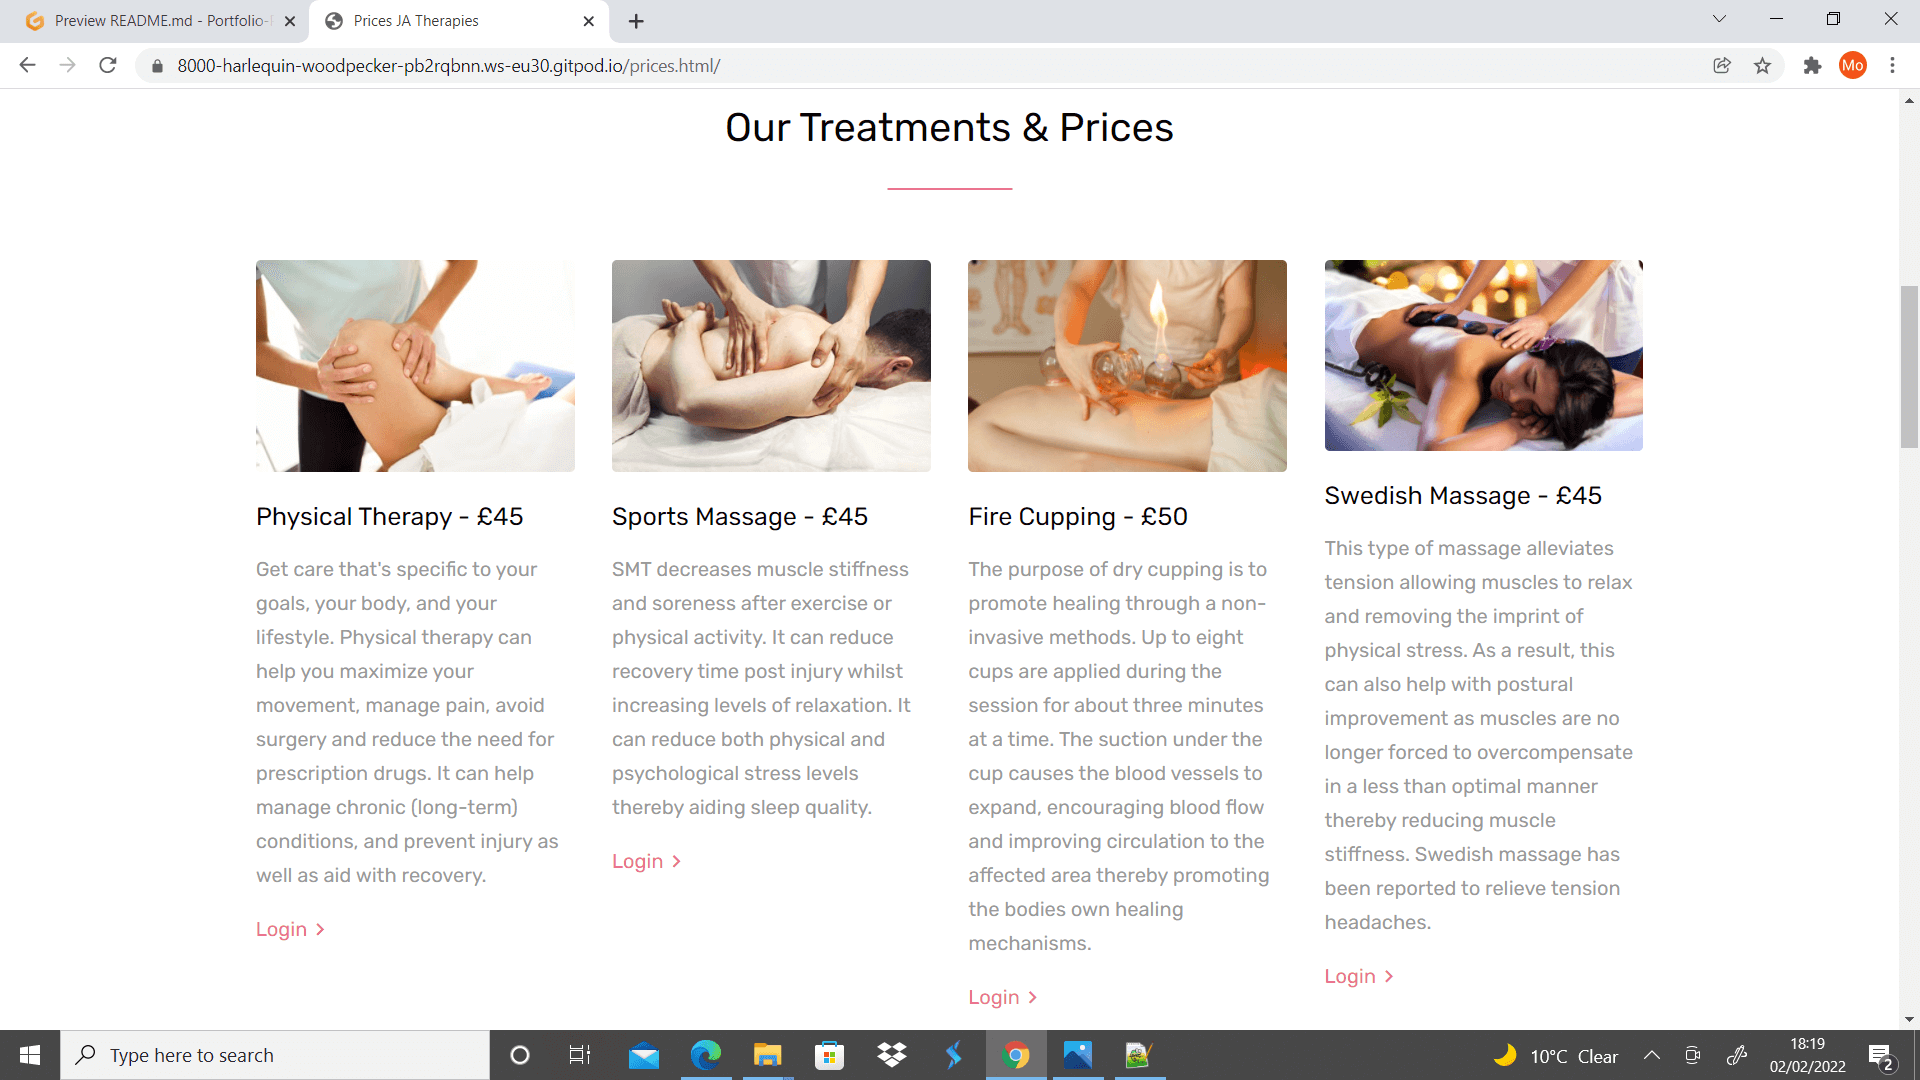 Preview README.md - Portfolio-
Prices JA Therapies
8000-harlequin-woodpecker-pb2rqbnn.ws-eu30.gitpod.io/prices.html/
Mo
Our Treatments & Prices
Physical Therapy - £45
Get care that's specific to your
goals, your body, and your
lifestyle. Physical therapy can
help you maximize your
movement, manage pain, avoid
surgery and reduce the need for
prescription drugs. It can help
manage chronic (long-term)
conditions, and prevent injury as
well as aid with recovery.
Login
Sports Massage - £45
SMT decreases muscle stiffness
and soreness after exercise or
physical activity. It can reduce
recovery time post injury whilst
increasing levels of relaxation. It
can reduce both physical and
psychological stress levels
thereby aiding sleep quality.
Login
Fire Cupping - £50
The purpose of dry cupping is to
promote healing through a non-
invasive methods. Up to eight
cups are applied during the
session for about three minutes
at a time. The suction under the
cup causes the blood vessels to
expand, encouraging blood flow
and improving circulation to the
affected area thereby promoting
the bodies own healing
mechanisms.
Login
Swedish Massage - £45
This type of massage alleviates
tension allowing muscles to relax
and removing the imprint of
physical stress. As a result, this
can also help with postural
improvement as muscles are no
longer forced to overcompensate
in a less than optimal manner
thereby reducing muscle
stiffness. Swedish massage has
been reported to relieve tension
headaches.
Login
Type here to search
10°C Clear
18:19
02/02/2022
2